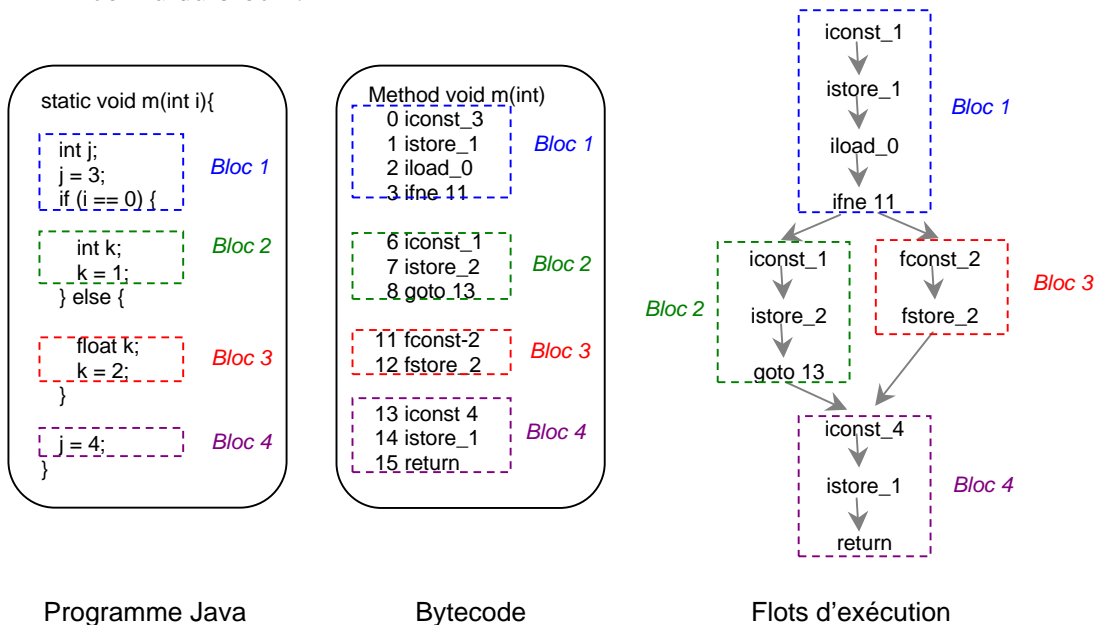 static void m(int i){
int j;
j = 3;
if (i == 0) {
Bloc 1
int k;
k = 1;
Bloc 2
} else {
float k;
k = 2;
Bloc 3
}
j = 4;
Bloc 4
}
Programme Java
Method void m(int)
0 iconst_3
1 istore_1
2 iload_0
3 ifne 11
Bloc 1
6 iconst_1
7 istore_2
8 goto 13
Bloc 2
11 fconst-2
12 fstore_2
Bloc 3
13 iconst 4
14 istore_1
15 return
Bloc 4
Bytecode
iconst_1
istore_1
iload_0
ifne 11
Bloc 1
iconst_1
istore_2
goto 13
Bloc 2
fconst_2
fstore_2
Bloc 3
iconst_4
istore_1
return
Bloc 4
Flots d'exécution